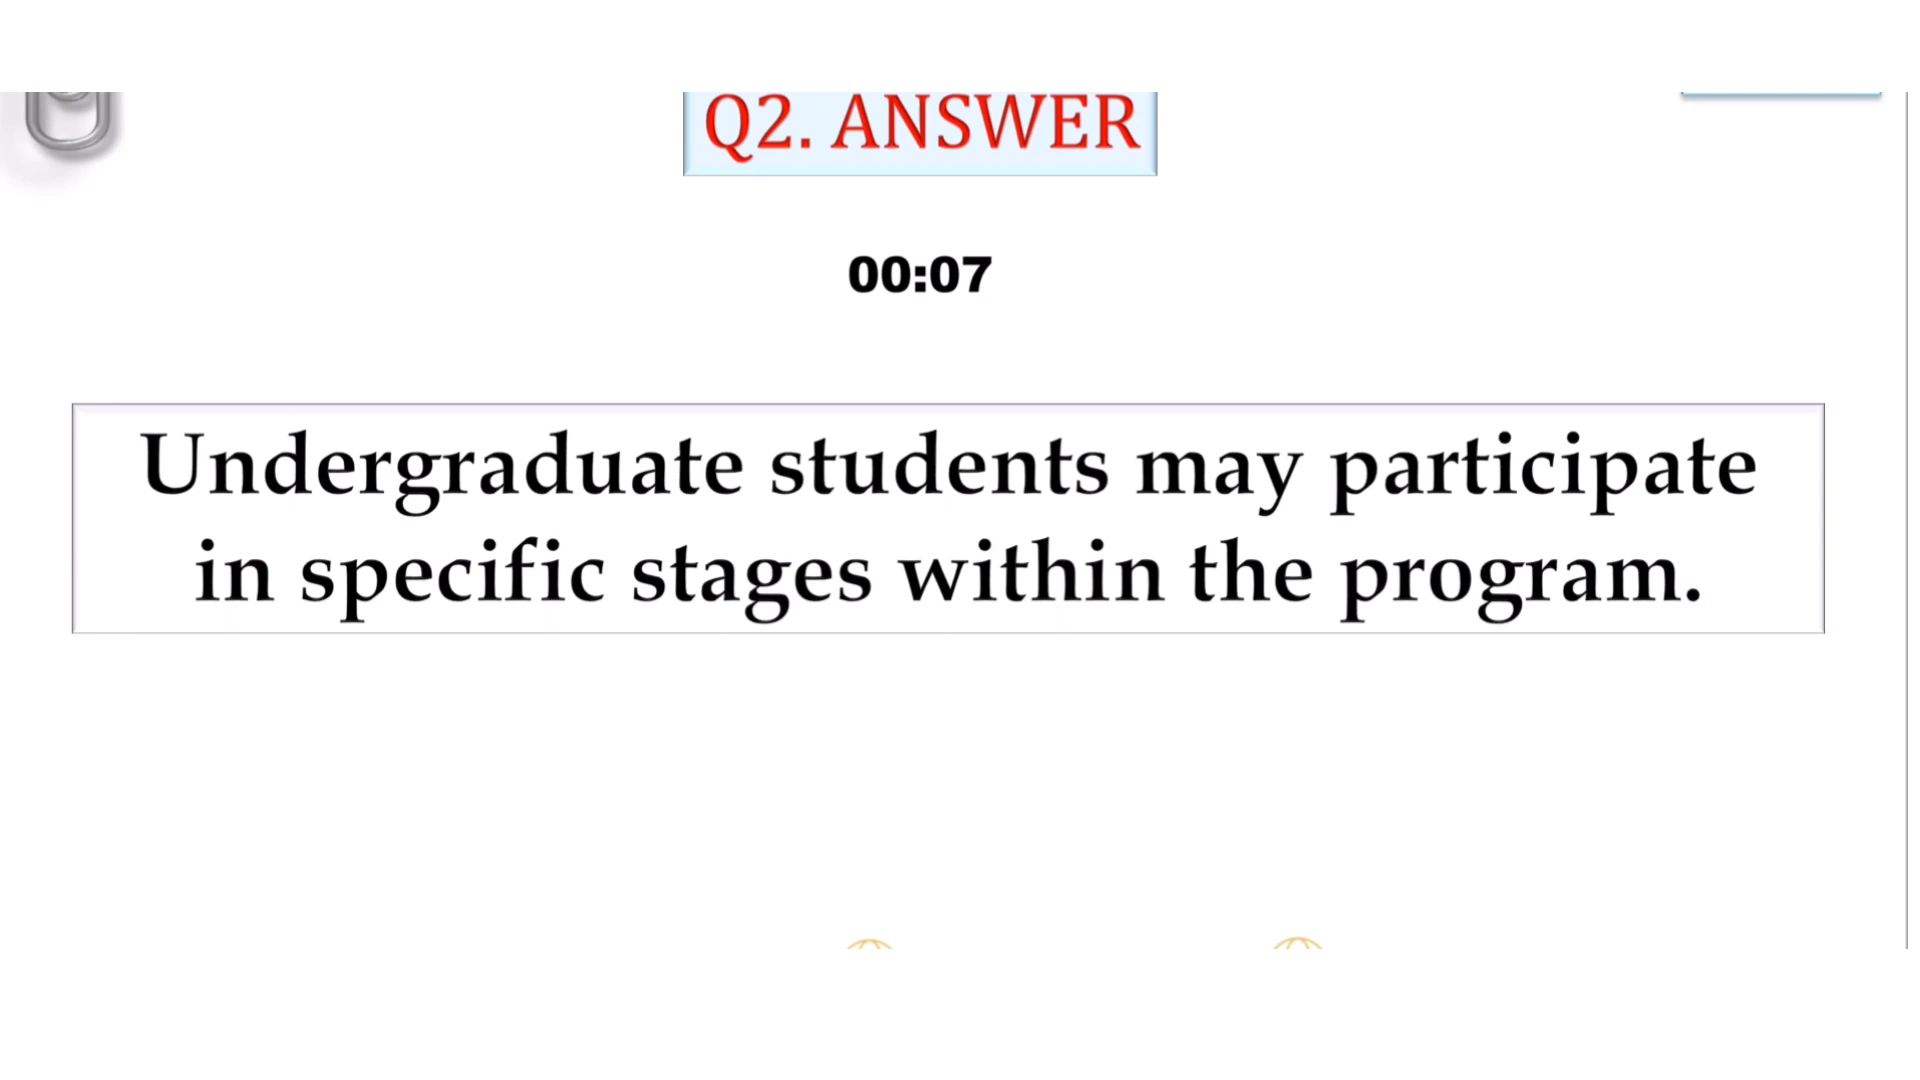 Q2. ANSWER
00:07
Undergraduate students may participate
in specific stages within the program.